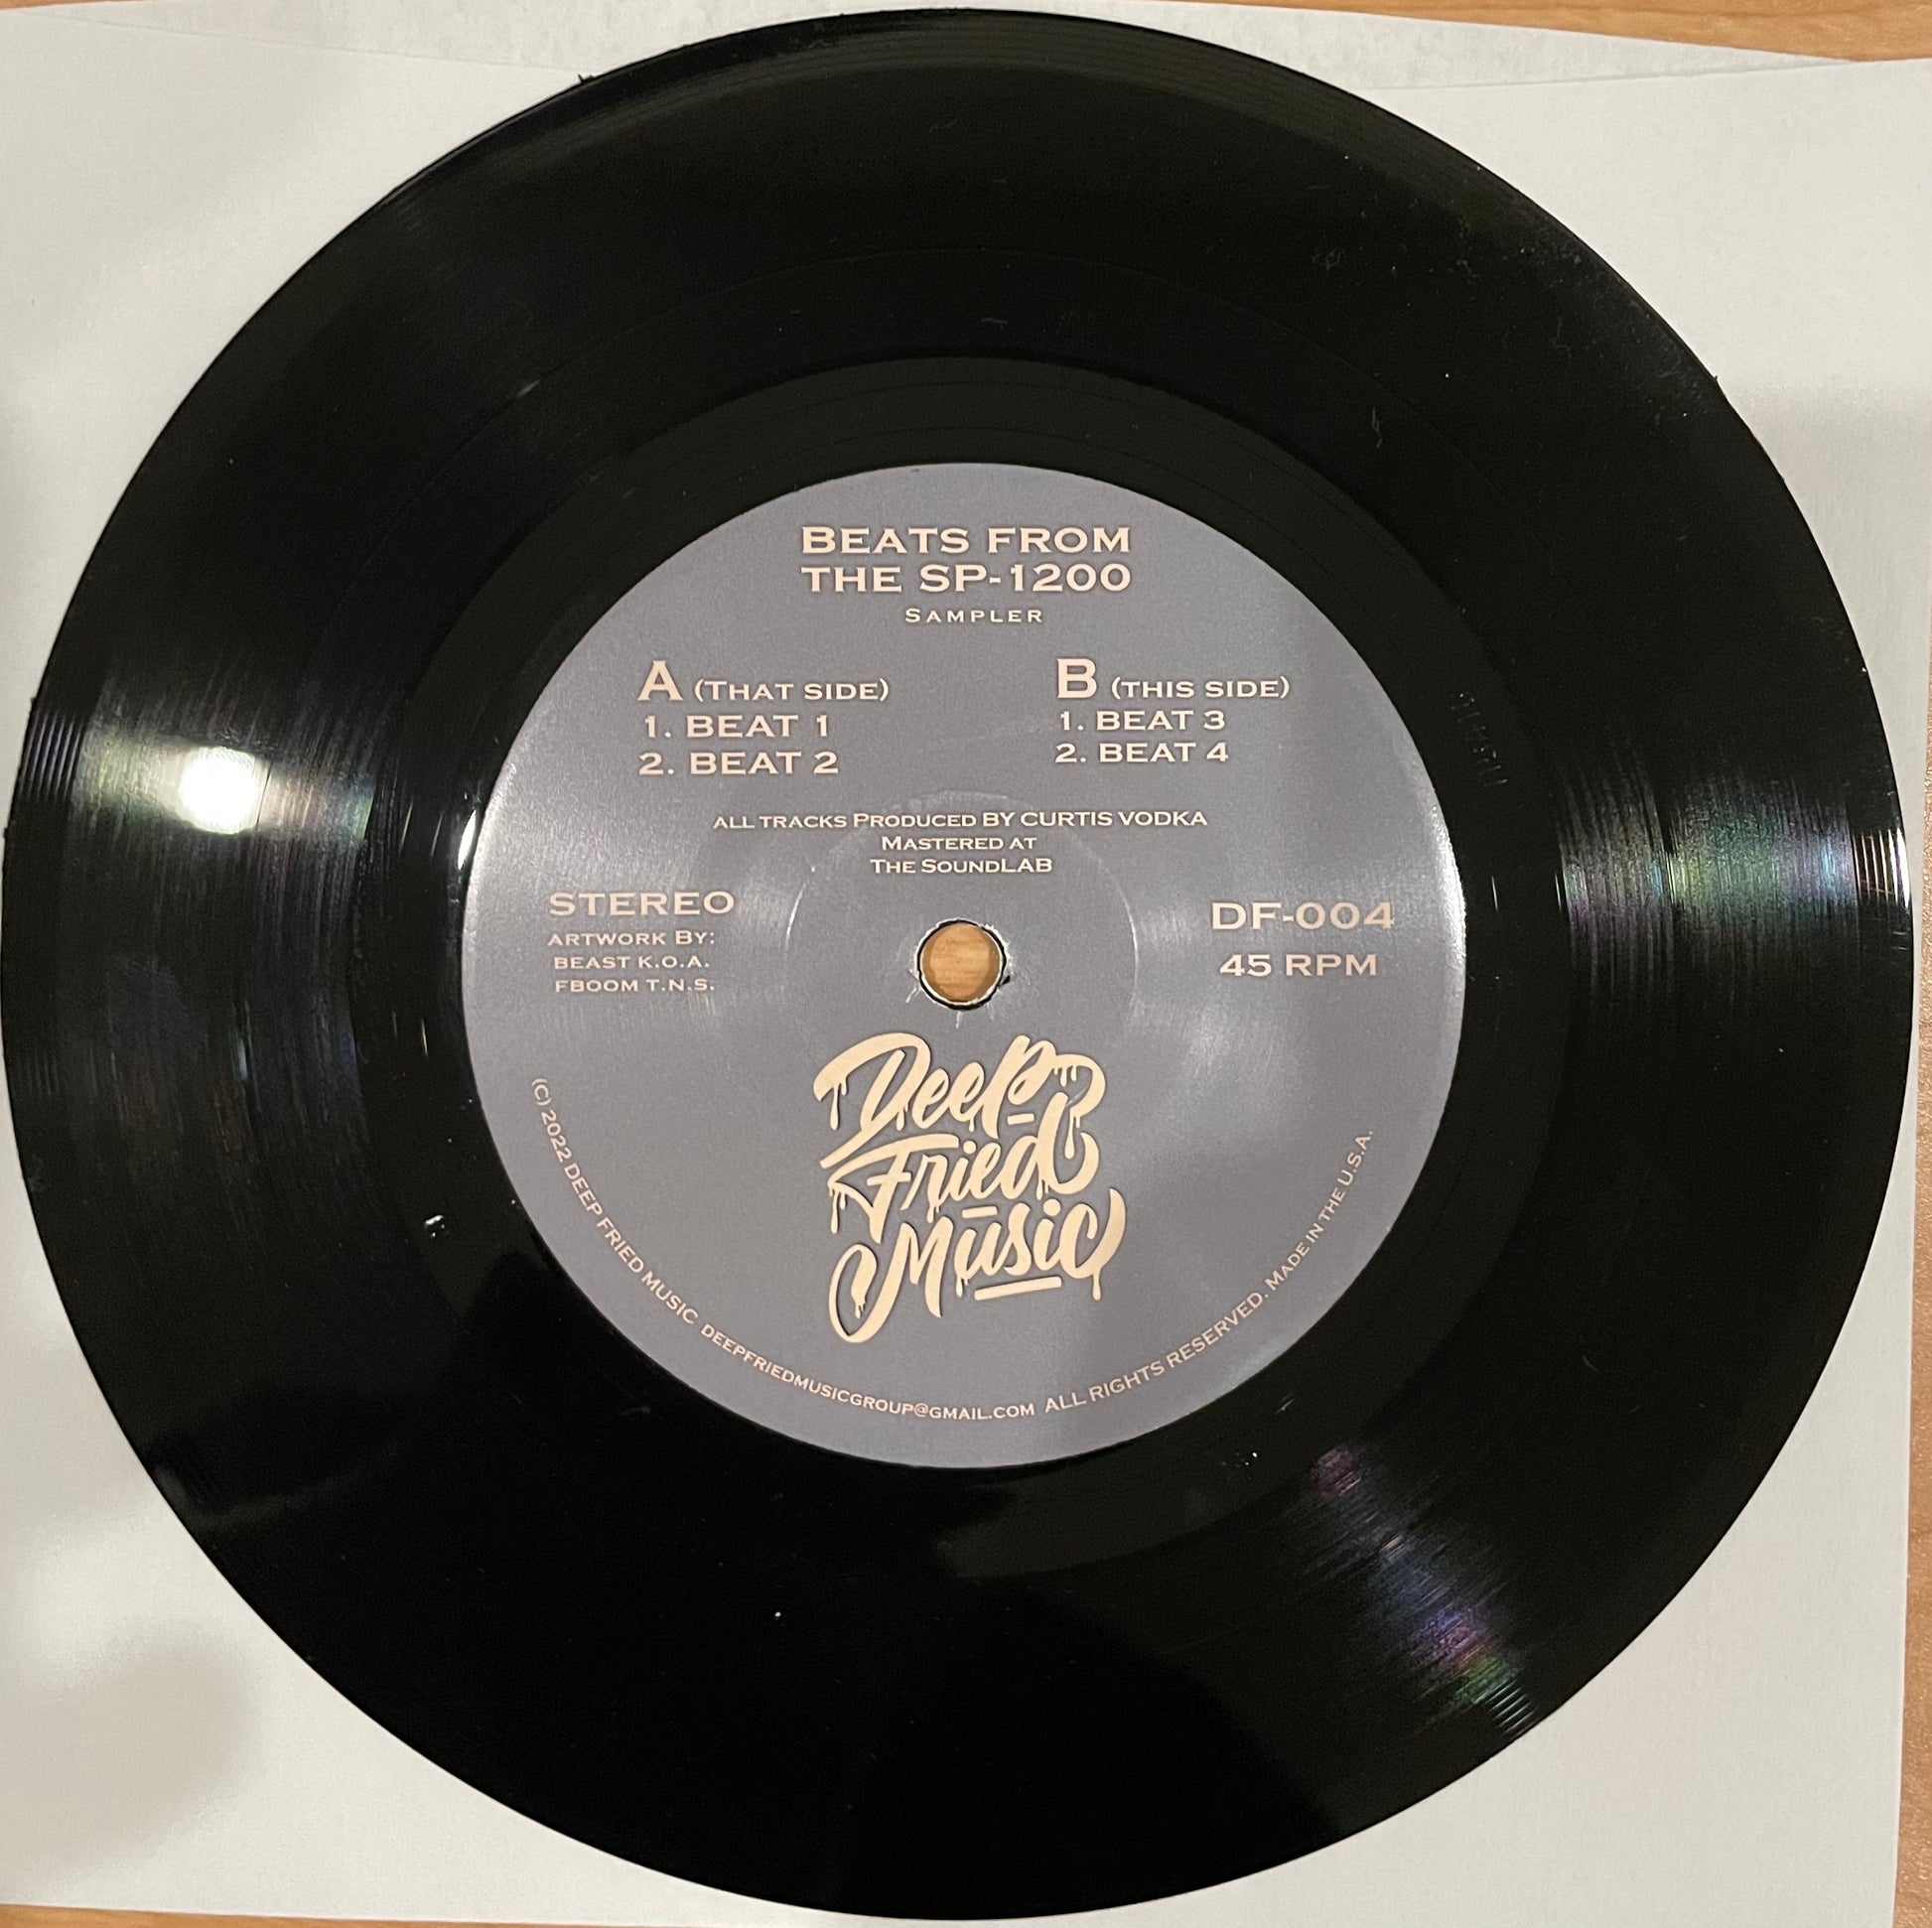 BEATS FROM
THE SP-1200
SAMPLER
A (THAT SIDE)
1. BEAT 1
2. BEAT 2
B (THIS SIDE)
1. BEAT 3
2. BEAT 4
ALL TRACKS PRODUCED BY CURTIS VODKA
MASTERED AT
THE SOUNDLAB
STEREO
ARTWORK BY:
BEAST K.O.A.
FBOOM T.N.S.
DF-004
45 RPM
Deep
Fried
Music
(C) 2022 DEEP FRIED MUSIC DEEPFRIEDMUSICGROUP@GMAIL.COM ALL RIGHTS RESERVED. MADE IN THE U.S.A.